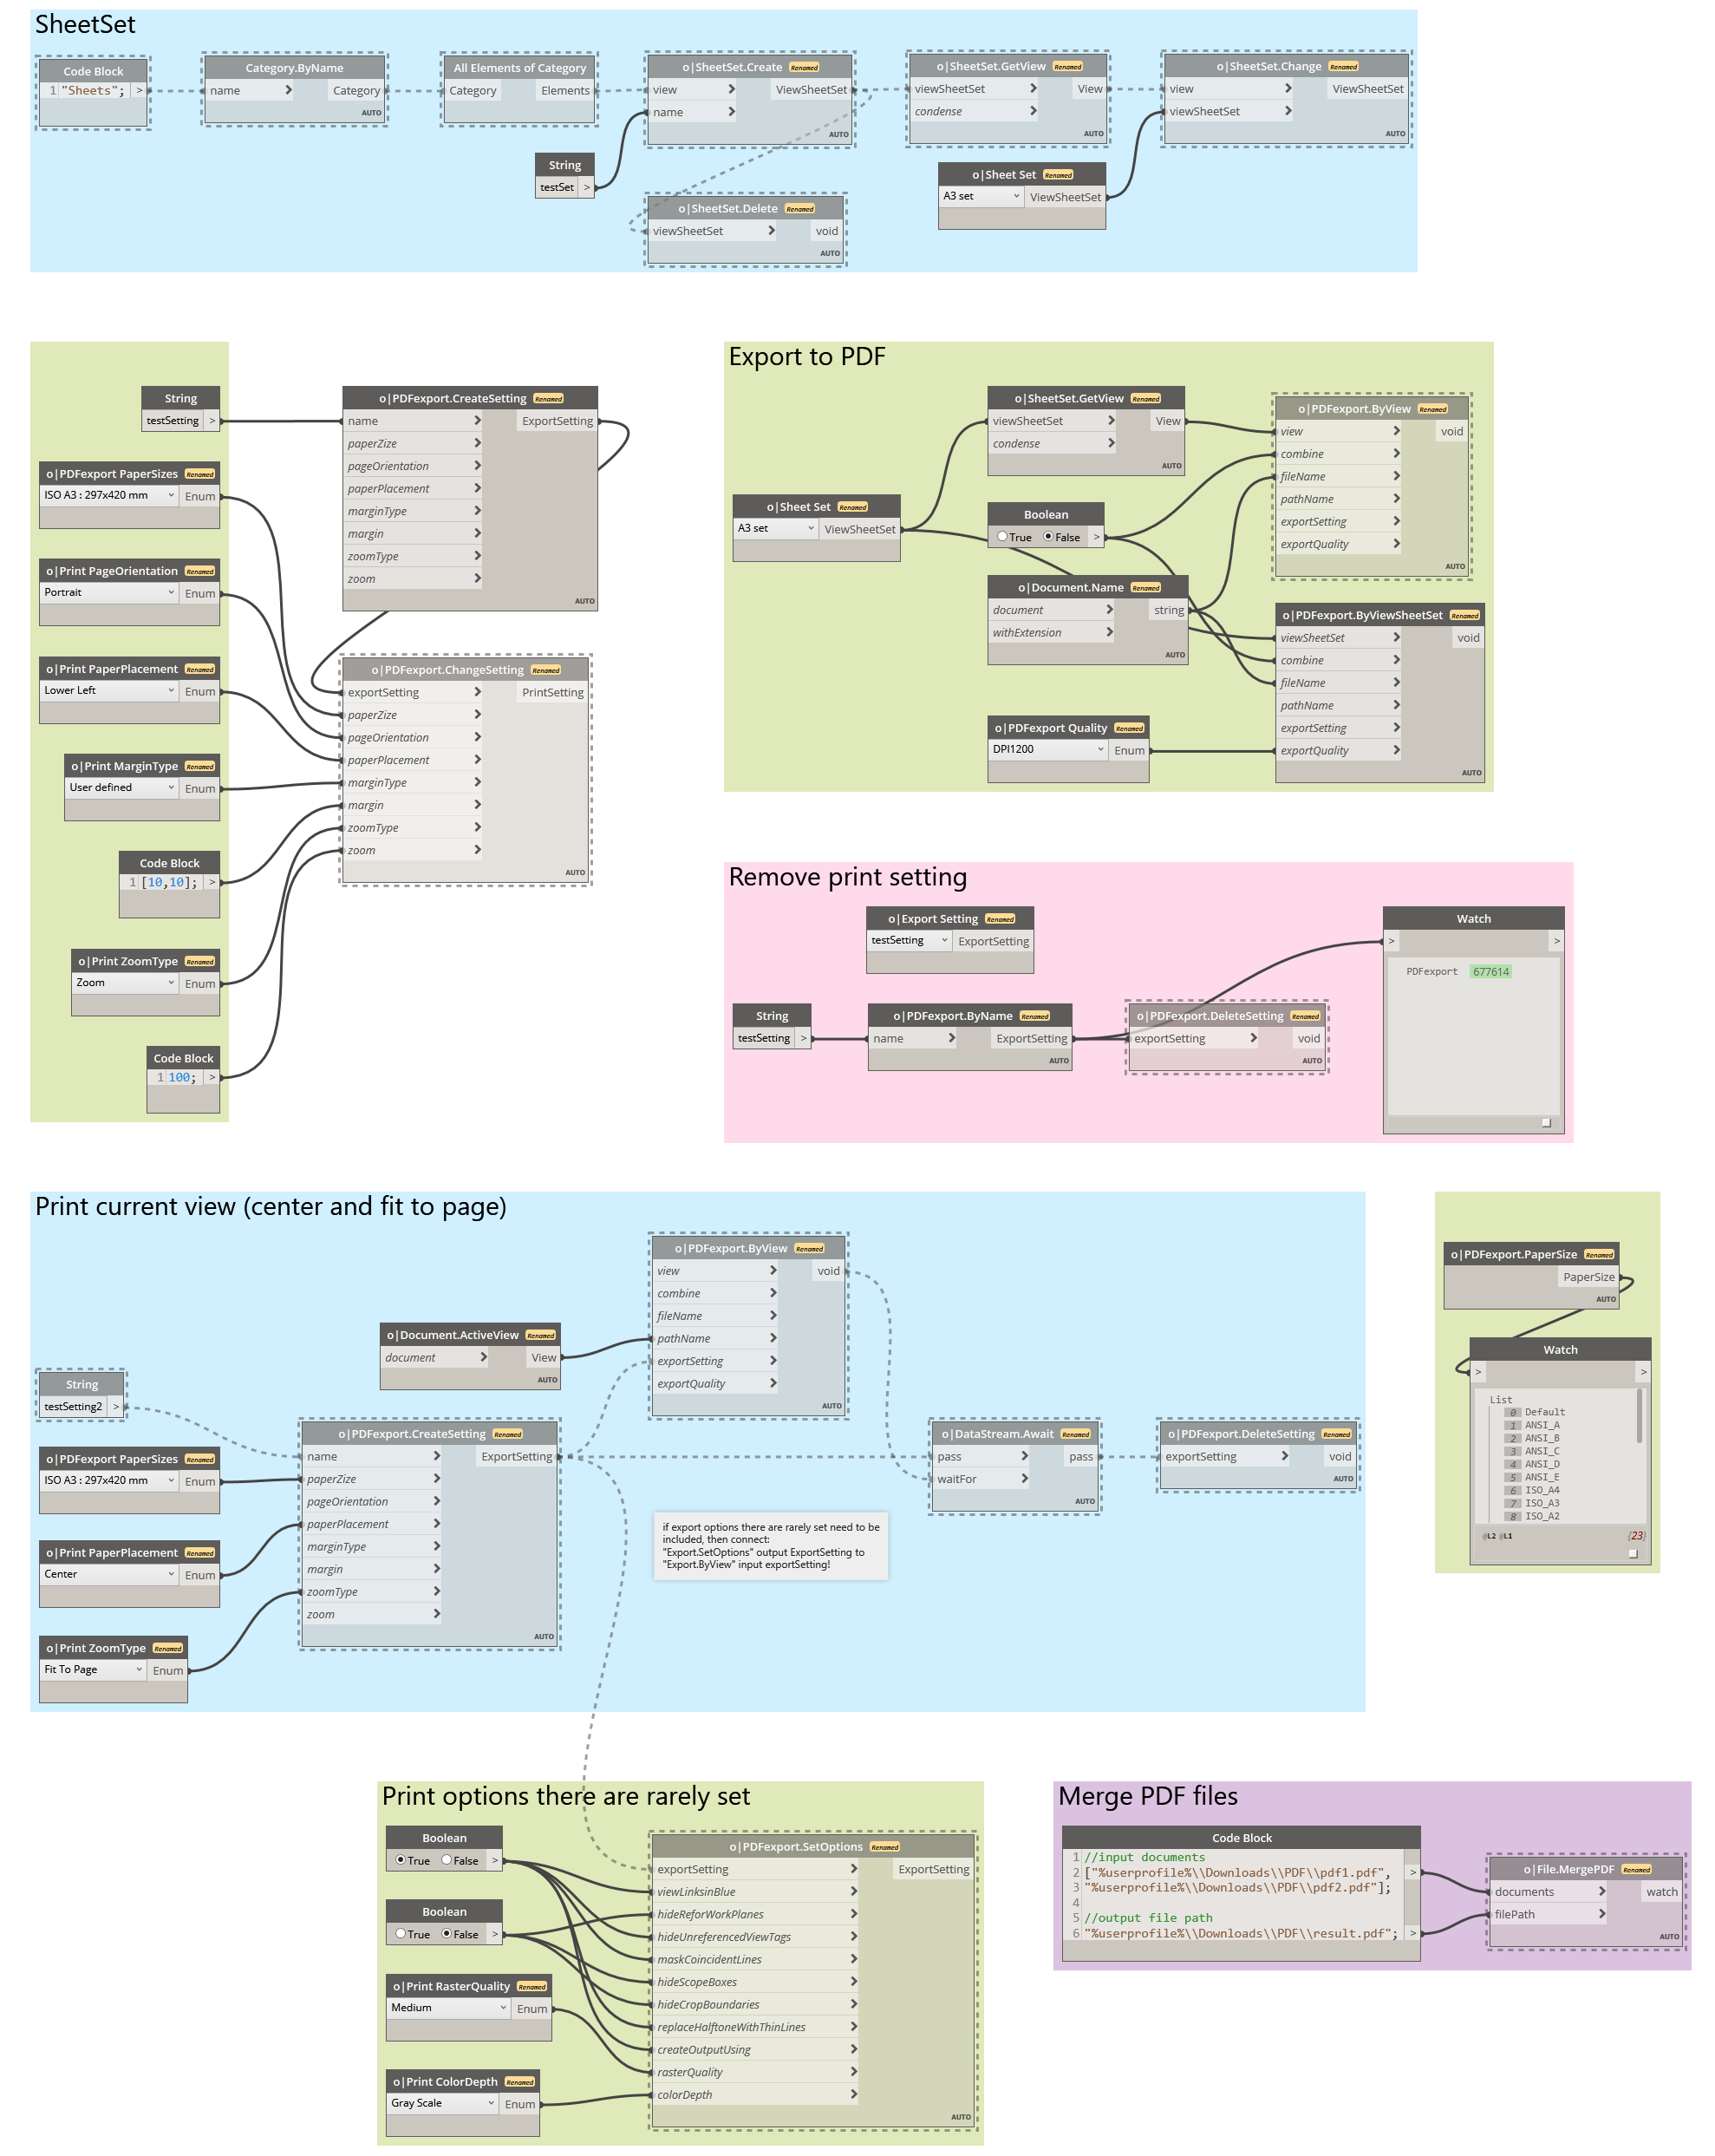 SheetSet
Code Block
1 "Sheets"; >
Category.ByName
name > Category
AUTO
All Elements of Category
Category Elements
o|SheetSet.Create Renamed
view > ViewSheetSet
name >
AUTO
o|SheetSet.GetView Renamed
viewSheetSet > View
condense >
AUTO
o|SheetSet.Change Renamed
view > ViewSheetSet
viewSheetSet >
AUTO
String
testSet >
o|SheetSet.Delete Renamed
viewSheetSet > void
AUTO
o|Sheet Set Renamed
A3 set ViewSheetSet
String
testSetting >
o|PDFexport PaperSizes Renamed
ISO A3 : 297x420 mm Enum
o|Print PageOrientation Renamed
Portrait Enum
o|Print PaperPlacement Renamed
Lower Left Enum
o|Print MarginType Renamed
User defined Enum
Code Block
1 [10,10]; >
o|Print ZoomType Renamed
Zoom Enum
Code Block
1 100; >
o|PDFexport.CreateSetting Renamed
name > ExportSetting
paperZize >
pageOrientation >
paperPlacement >
marginType >
margin >
zoomType >
zoom >
AUTO
o|PDFexport.ChangeSetting Renamed
exportSetting > PrintSetting
paperZize >
pageOrientation >
paperPlacement >
marginType >
margin >
zoomType >
zoom >
AUTO
Export to PDF
o|Sheet Set Renamed
A3 set ViewSheetSet
o|SheetSet.GetView Renamed
viewSheetSet > View
condense >
AUTO
Boolean
True False >
o|Document.Name Renamed
document > string
withExtension >
AUTO
o|PDFexport Quality Renamed
DPI1200 Enum
o|PDFexport.ByView Renamed
view > void
combine >
fileName >
pathName >
exportSetting >
exportQuality >
AUTO
o|PDFexport.ByViewSheetSet Renamed
viewSheetSet > void
combine >
fileName >
pathName >
exportSetting >
exportQuality >
AUTO
Remove print setting
o|Export Setting Renamed
testSetting ExportSetting
String
testSetting >
o|PDFexport.ByName Renamed
name > ExportSetting
AUTO
o|PDFexport.DeleteSetting Renamed
exportSetting > void
AUTO
Watch
> >
PDFexport 677614
Print current view (center and fit to page)
String
testSetting2 >
o|PDFexport PaperSizes Renamed
ISO A3 : 297x420 mm Enum
o|Print PaperPlacement Renamed
Center Enum
o|Print ZoomType Renamed
Fit To Page Enum
o|Document.ActiveView Renamed
document > View
AUTO
o|PDFexport.CreateSetting Renamed
name > ExportSetting
paperZize >
pageOrientation >
paperPlacement >
marginType >
margin >
zoomType >
zoom >
AUTO
o|PDFexport.ByView Renamed
view > void
combine >
fileName >
pathName >
exportSetting >
exportQuality >
AUTO
if export options there are rarely set need to be
included, then connect:
"Export.SetOptions" output ExportSetting to
"Export.ByView" input exportSetting!
o|DataStream.Await Renamed
pass > pass
waitFor >
AUTO
o|PDFexport.DeleteSetting Renamed
exportSetting > void
AUTO
o|PDFexport.PaperSize Renamed
PaperSize
AUTO
Watch
> >
List
0 Default
1 ANSI_A
2 ANSI_B
3 ANSI_C
4 ANSI_D
5 ANSI_E
6 ISO_A4
7 ISO_A3
8 ISO_A2
@L2 @L1 {23}
Print options there are rarely set
Boolean
True False >
Boolean
True False >
o|Print RasterQuality Renamed
Medium Enum
o|Print ColorDepth Renamed
Gray Scale Enum
o|PDFexport.SetOptions Renamed
exportSetting > ExportSetting
viewLinksinBlue >
hideReforWorkPlanes >
hideUnreferencedViewTags >
maskCoincidentLines >
hideScopeBoxes >
hideCropBoundaries >
replaceHalftoneWithThinLines >
createOutputUsing >
rasterQuality >
colorDepth >
AUTO
Merge PDF files
Code Block
1 //input documents
2 ["%userprofile%\\Downloads\\PDF\\pdf1.pdf", >
3 "%userprofile%\\Downloads\\PDF\\pdf2.pdf"];
4
5 //output file path
6 "%userprofile%\\Downloads\\PDF\\result.pdf"; >
o|File.MergePDF Renamed
documents > watch
filePath >
AUTO